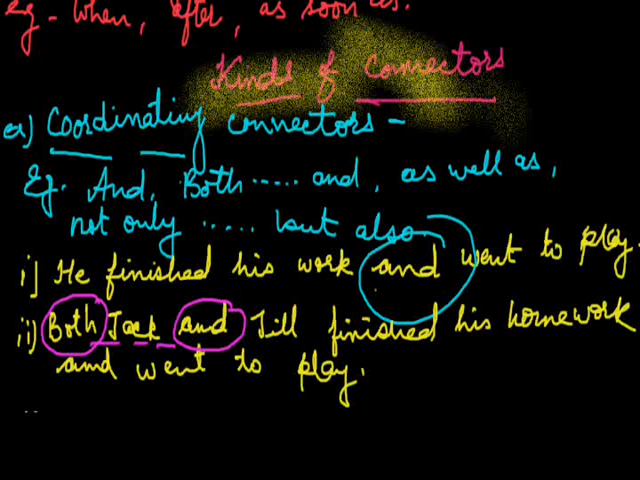 eg - When, after, as soon as.
Kinds of Connectors
a) Coordinating connectors -
Eg. And, Both ..... and, as well as,
not only ..... but also
i] He finished his work and went to play.
ii) Both Jack and Jill finished his homework
and went to play.